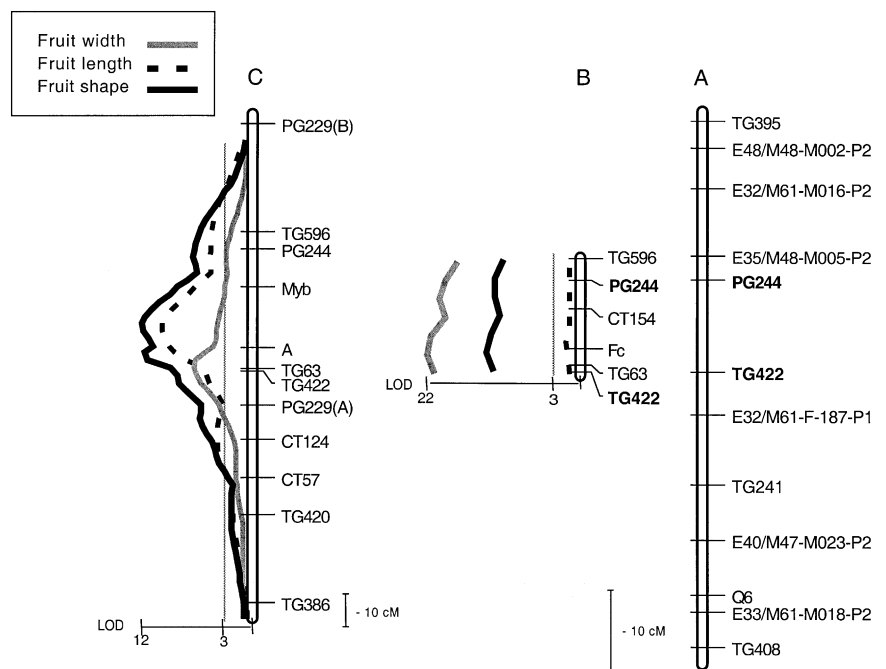 Fruit width
Fruit length
Fruit shape
C
PG229(B)
TG596
PG244
Myb
A
TG63
TG422
PG229(A)
CT124
CT57
TG420
TG386
- 10 cM
LOD
12
3
B
TG596
PG244
CT154
Fc
TG63
TG422
LOD
22
3
- 10 cM
A
TG395
E48/M48-M002-P2
E32/M61-M016-P2
E35/M48-M005-P2
PG244
TG422
E32/M61-F-187-P1
TG241
E40/M47-M023-P2
Q6
E33/M61-M018-P2
TG408